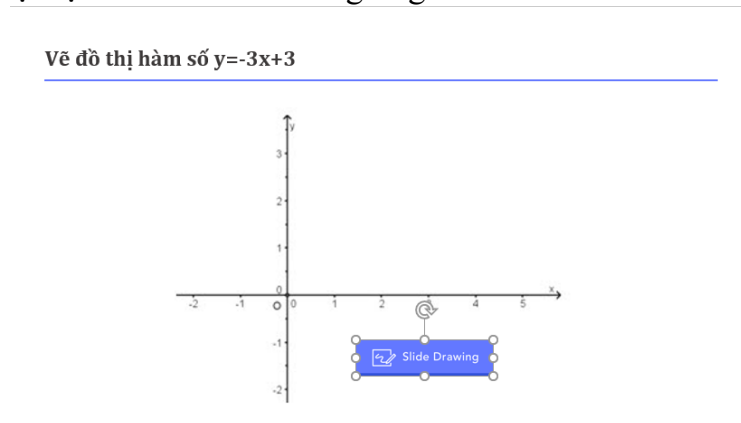 Vẽ đồ thị hàm số y=-3x+3
y
3
2
1
0
x
-2 -1 O 0 1 2 3 4 5
-1
Slide Drawing
-2